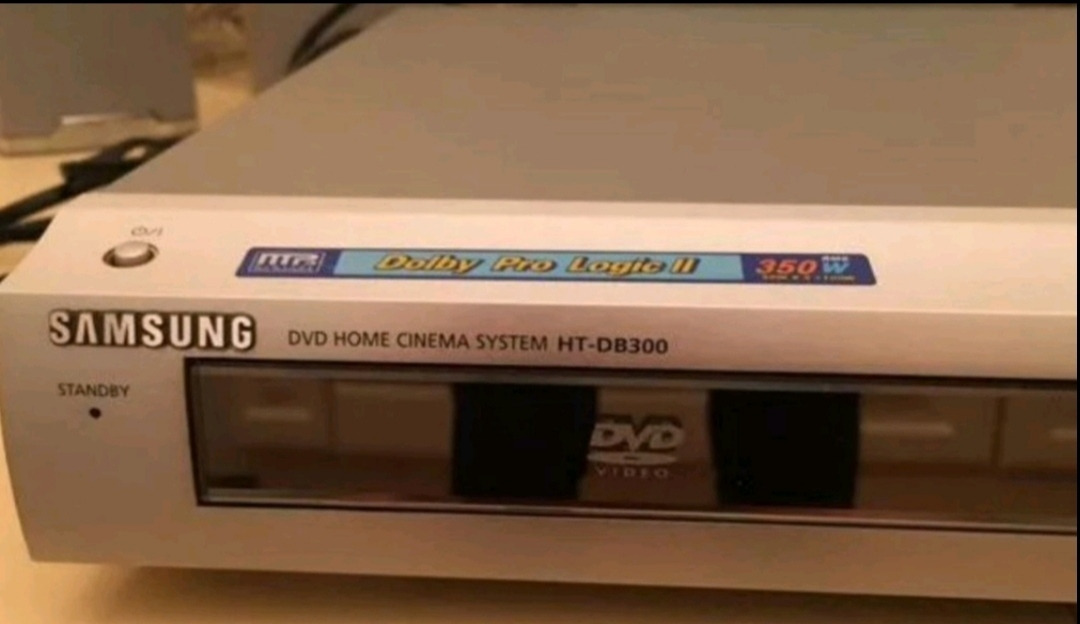 Dolby Pro Logic II 350W
SAMSUNG DVD HOME CINEMA SYSTEM HT-DB300
STANDBY
DVD
VIDEO